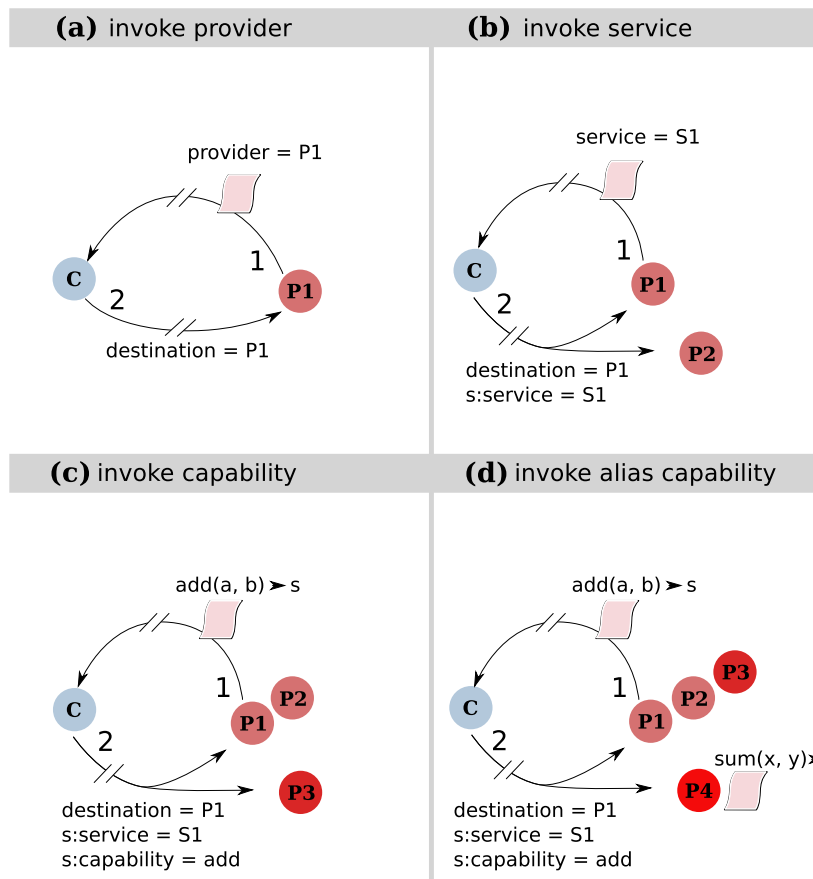 (a) invoke provider
provider = P1
C
1
2
P1
destination = P1
(b) invoke service
service = S1
C
1
2
P1
P2
destination = P1
s:service = S1
(c) invoke capability
add(a, b)➤s
C
1
2
P1
P2
P3
destination = P1
s:service = S1
s:capability = add
(d) invoke alias capability
add(a, b)➤s
C
1
2
P1
P2
P3
sum(x, y)
P4
destination = P1
s:service = S1
s:capability = add